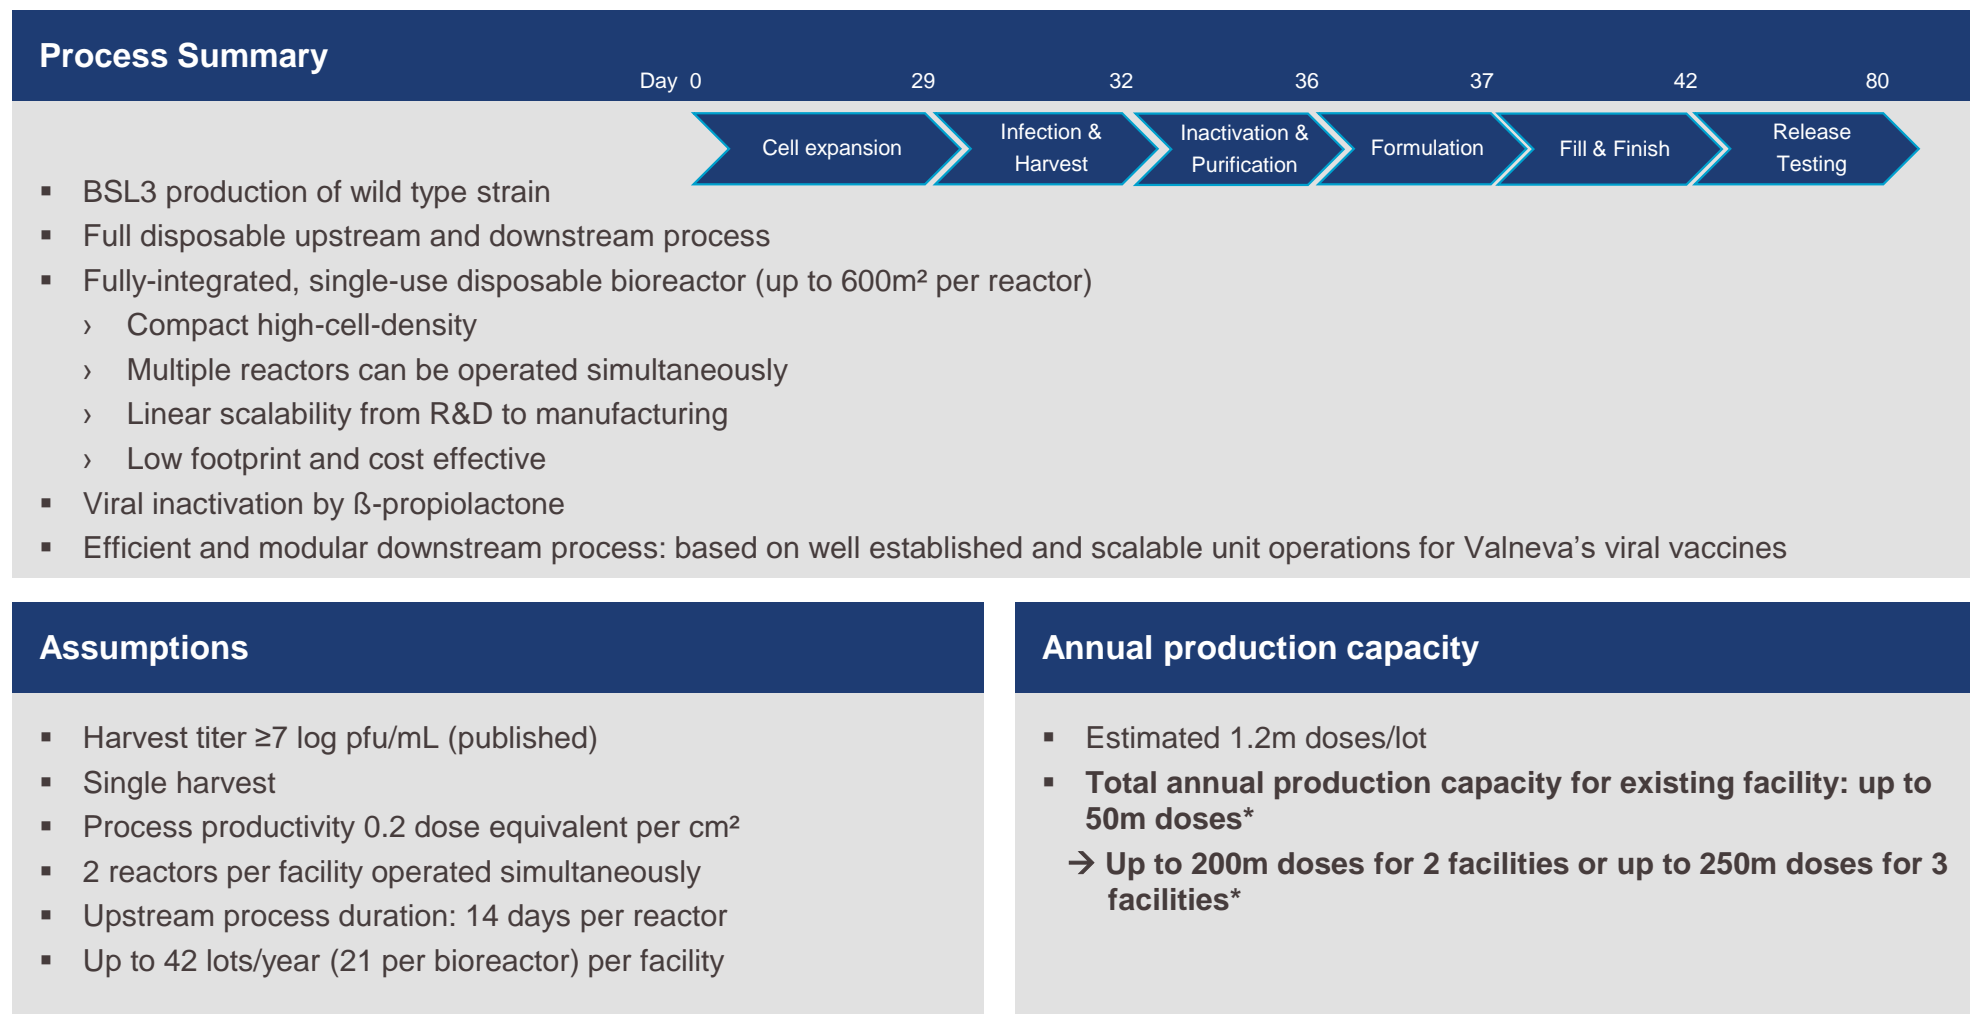 Process Summary
Day 0 29 32 36 37 42 80
Cell expansion
Infection &
Harvest
Inactivation &
Purification
Formulation
Fill & Finish
Release
Testing
▪ BSL3 production of wild type strain
▪ Full disposable upstream and downstream process
▪ Fully-integrated, single-use disposable bioreactor (up to 600m² per reactor)
› Compact high-cell-density
› Multiple reactors can be operated simultaneously
› Linear scalability from R&D to manufacturing
› Low footprint and cost effective
▪ Viral inactivation by ß-propiolactone
▪ Efficient and modular downstream process: based on well established and scalable unit operations for Valneva’s viral vaccines
Assumptions
▪ Harvest titer ≥7 log pfu/mL (published)
▪ Single harvest
▪ Process productivity 0.2 dose equivalent per cm²
▪ 2 reactors per facility operated simultaneously
▪ Upstream process duration: 14 days per reactor
▪ Up to 42 lots/year (21 per bioreactor) per facility
Annual production capacity
▪ Estimated 1.2m doses/lot
▪ Total annual production capacity for existing facility: up to
50m doses*
→ Up to 200m doses for 2 facilities or up to 250m doses for 3
facilities*